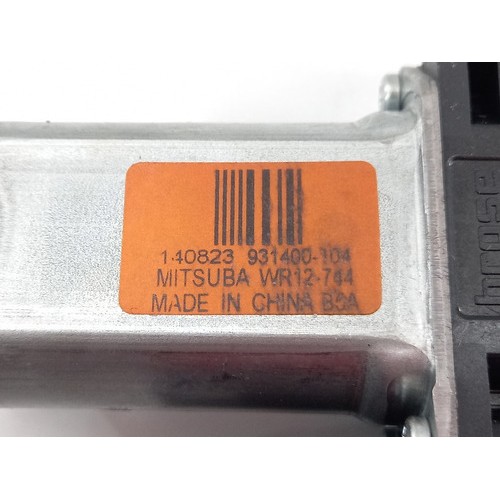 140823 931400-104
MITSUBA WR12-744
MADE IN CHINA B5A
brose